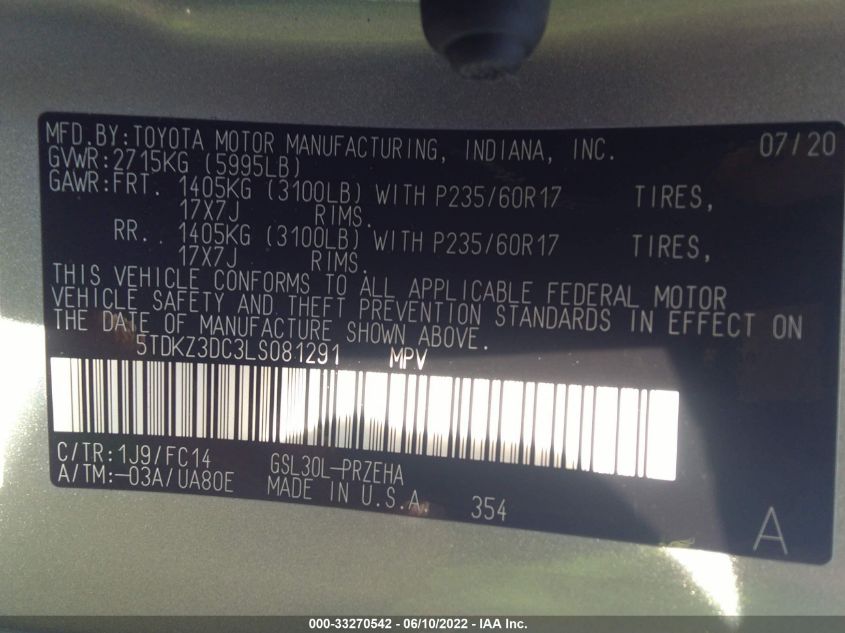 MFD.BY:TOYOTA MOTOR MANUFACTURING, INDIANA, INC. 07/20
GVWR:2715KG (5995LB)
GAWR:FRT. 1405KG (3100LB) WITH P235/60R17 TIRES,
17X7J RIMS.
RR.. 1405KG (3100LB) WITH P235/60R17 TIRES,
17X7J RIMS.
THIS VEHICLE CONFORMS TO ALL APPLICABLE FEDERAL MOTOR
VEHICLE SAFETY AND THEFT PREVENTION STANDARDS IN EFFECT ON
THE DATE OF MANUFACTURE SHOWN ABOVE.
5TDKZ3DC3LS081291 MPV
C/TR:1J9/FC14 GSL30L-PRZEHA
A/TM:-03A/UA80E MADE IN U.S.A. 354
A
000-33270542 - 06/10/2022 - IAA Inc.